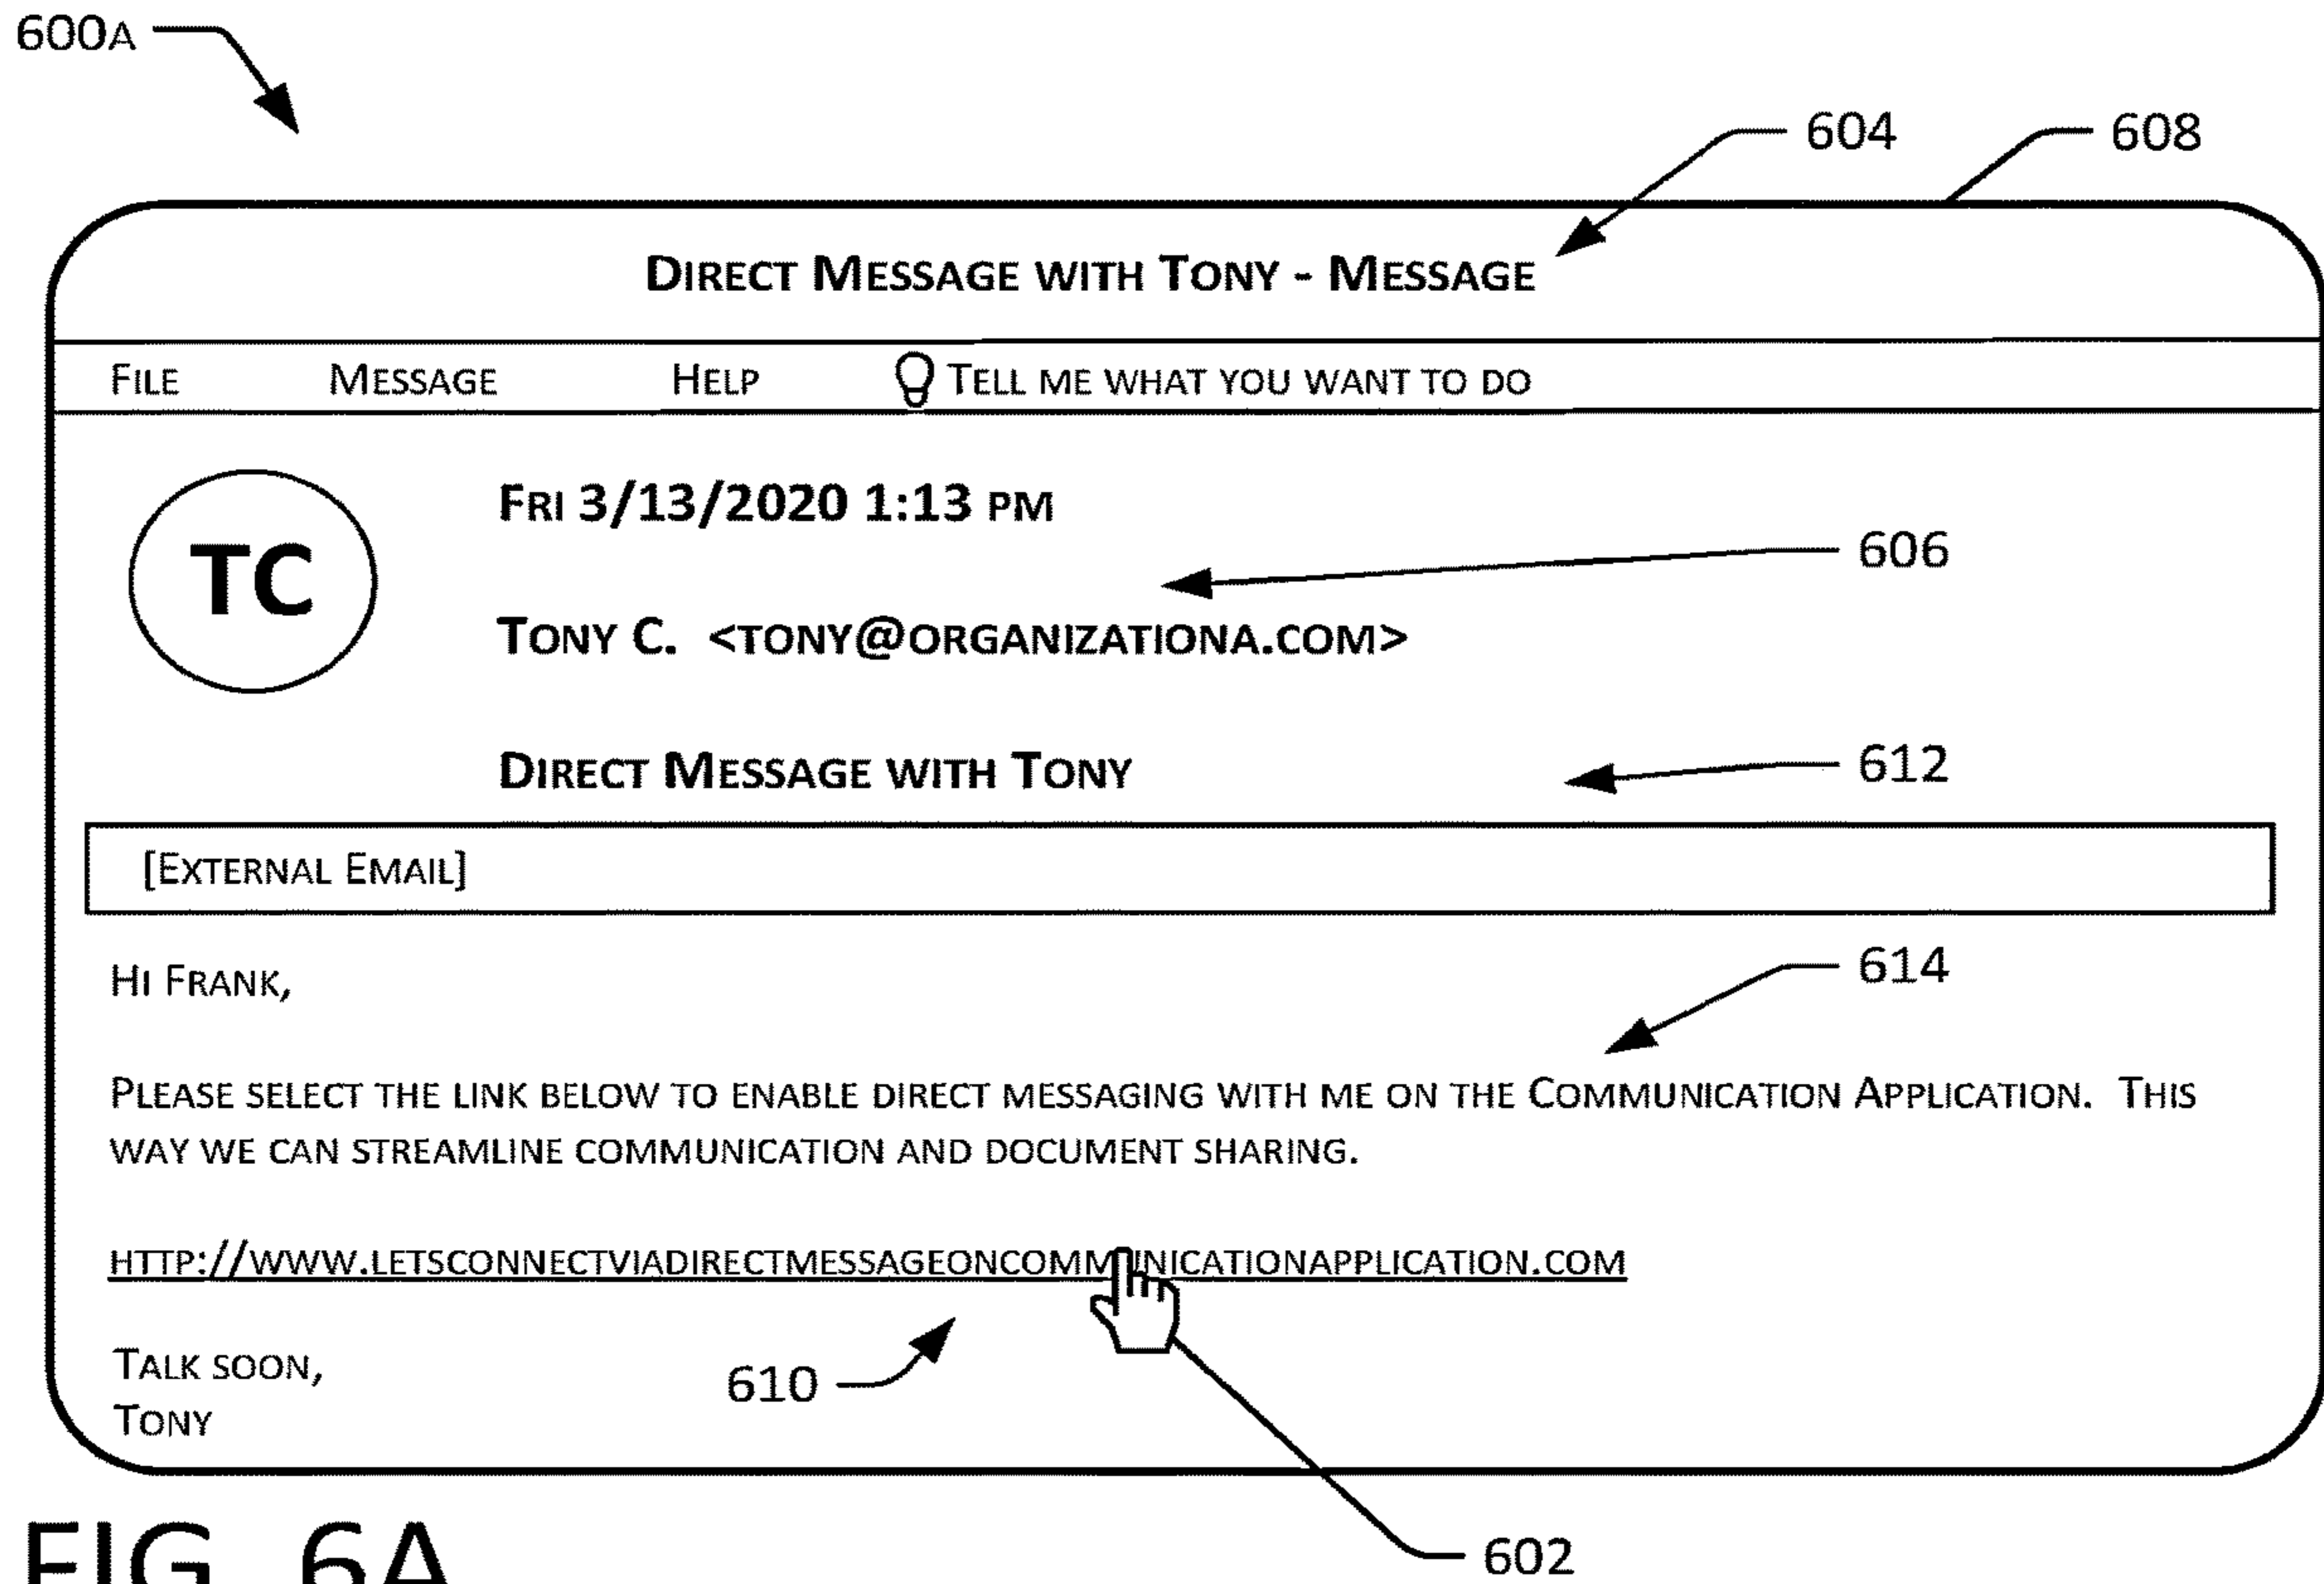 600A
604
608
DIRECT MESSAGE WITH TONY - MESSAGE
FILE MESSAGE HELP TELL ME WHAT YOU WANT TO DO
FRI 3/13/2020 1:13 PM
TC
606
TONY C. <TONY@ORGANIZATIONA.COM>
DIRECT MESSAGE WITH TONY
612
[EXTERNAL EMAIL]
HI FRANK,
614
PLEASE SELECT THE LINK BELOW TO ENABLE DIRECT MESSAGING WITH ME ON THE COMMUNICATION APPLICATION. THIS
WAY WE CAN STREAMLINE COMMUNICATION AND DOCUMENT SHARING.
HTTP://WWW.LETSCONNECTVIADIRECTMESSAGEONCOMMUNICATIONAPPLICATION.COM
TALK SOON,
610
TONY
602
FIG. 6A